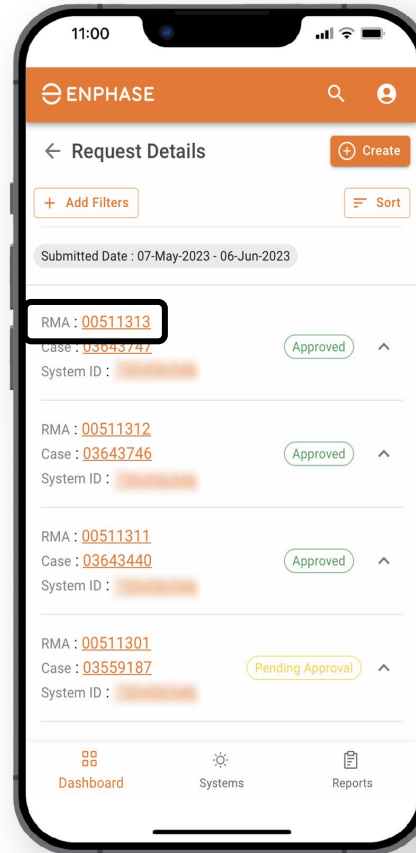 11:00
ENPHASE
Request Details
Create
+ Add Filters
Sort
Submitted Date : 07-May-2023 - 06-Jun-2023
RMA : 00511313
Case : 03643747
Approved
System ID :
RMA : 00511312
Case : 03643746
Approved
System ID :
RMA : 00511311
Case : 03643440
Approved
System ID :
RMA : 00511301
Case : 03559187
Pending Approval
System ID :
Dashboard
Systems
Reports